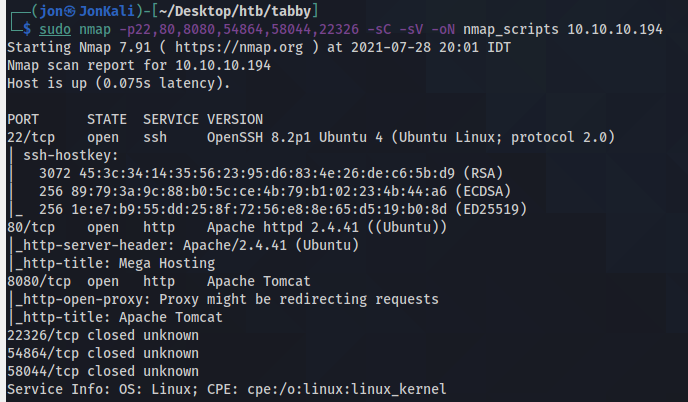 ┌──(jon㉿JonKali)-[~/Desktop/htb/tabby]
└─$ sudo nmap -p22,80,8080,54864,58044,22326 -sC -sV -oN nmap_scripts 10.10.10.194
Starting Nmap 7.91 ( https://nmap.org ) at 2021-07-28 20:01 IDT
Nmap scan report for 10.10.10.194
Host is up (0.075s latency).

PORT      STATE  SERVICE VERSION
22/tcp    open   ssh     OpenSSH 8.2p1 Ubuntu 4 (Ubuntu Linux; protocol 2.0)
| ssh-hostkey:
|   3072 45:3c:34:14:35:56:23:95:d6:83:4e:26:de:c6:5b:d9 (RSA)
|   256 89:79:3a:9c:88:b0:5c:ce:4b:79:b1:02:23:4b:44:a6 (ECDSA)
|_  256 1e:e7:b9:55:dd:25:8f:72:56:e8:8e:65:d5:19:b0:8d (ED25519)
80/tcp    open   http    Apache httpd 2.4.41 ((Ubuntu))
|_http-server-header: Apache/2.4.41 (Ubuntu)
|_http-title: Mega Hosting
8080/tcp  open   http    Apache Tomcat
|_http-open-proxy: Proxy might be redirecting requests
|_http-title: Apache Tomcat
22326/tcp closed unknown
54864/tcp closed unknown
58044/tcp closed unknown
Service Info: OS: Linux; CPE: cpe:/o:linux:linux_kernel